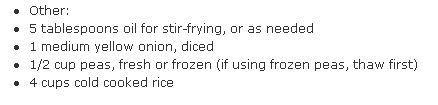 • Other:
• 5 tablespoons oil for stir-frying, or as needed
• 1 medium yellow onion, diced
• 1/2 cup peas, fresh or frozen (if using frozen peas, thaw first)
• 4 cups cold cooked rice